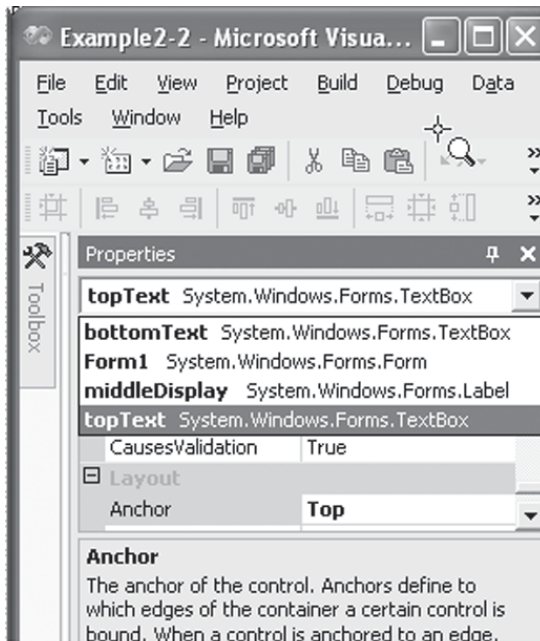 Example2-2 - Microsoft Visua...
File Edit View Project Build Debug Data
Tools Window Help
Properties
Toolbox
topText System.Windows.Forms.TextBox
bottomText System.Windows.Forms.TextBox
Form1 System.Windows.Forms.Form
middleDisplay System.Windows.Forms.Label
topText System.Windows.Forms.TextBox
CausesValidation True
Layout
Anchor Top
Anchor
The anchor of the control. Anchors define to
which edges of the container a certain control is
bound. When a control is anchored to an edge,